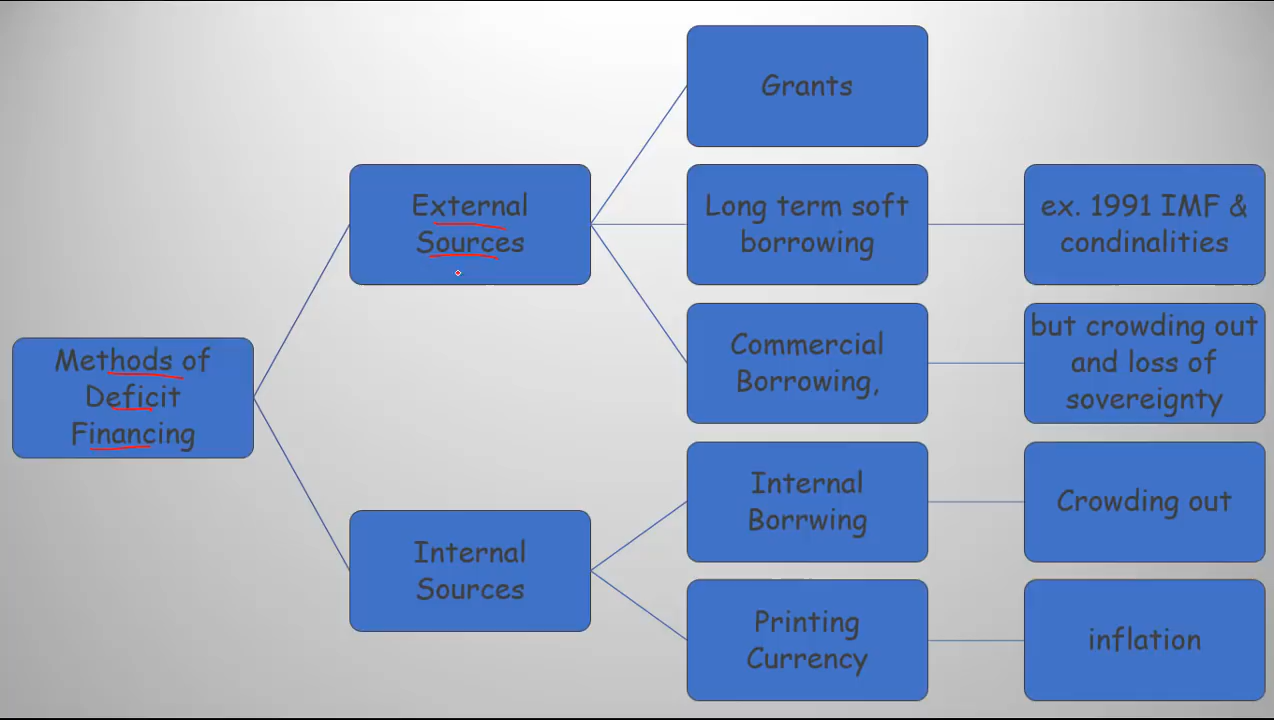 Methods of
Deficit
Financing
External
Sources
Grants
Long term soft
borrowing
ex. 1991 IMF &
condinalities
Commercial
Borrowing,
but crowding out
and loss of
sovereignty
Internal
Sources
Internal
Borrwing
Crowding out
Printing
Currency
inflation